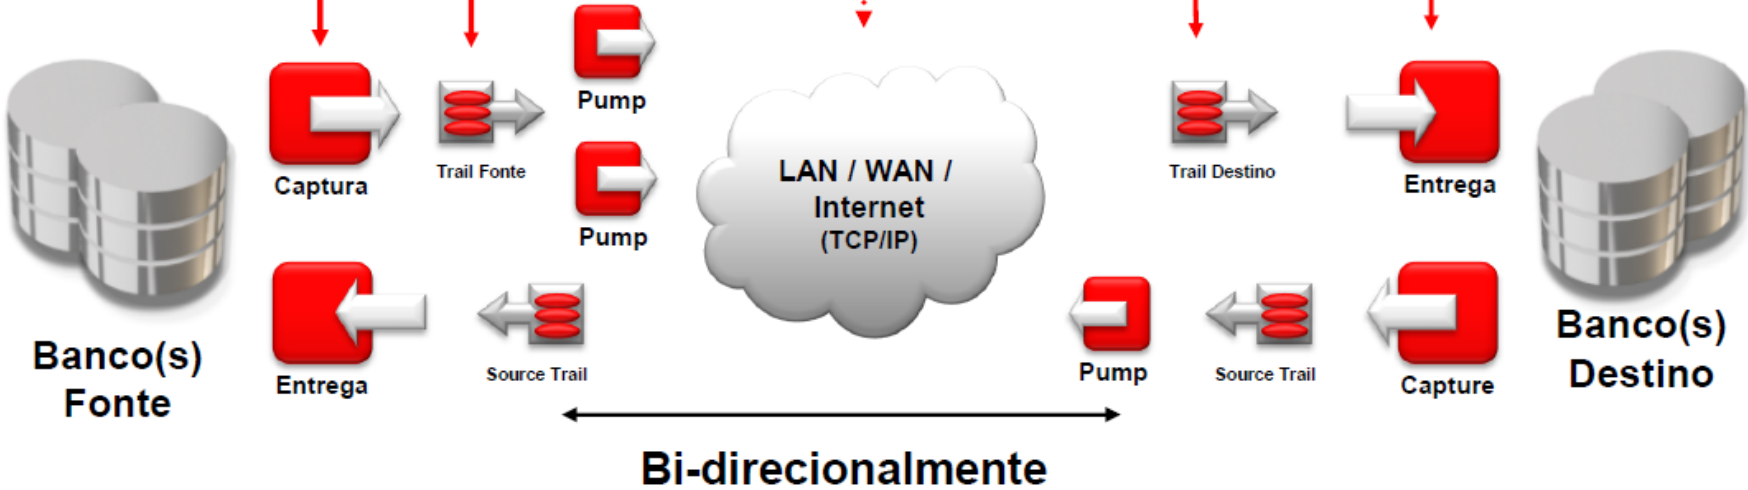 Pump
Captura
Trail Fonte
Pump
LAN / WAN /
Internet
(TCP/IP)
Trail Destino
Entrega
Banco(s)
Fonte
Entrega
Source Trail
Pump
Source Trail
Capture
Banco(s)
Destino
Bi-direcionalmente